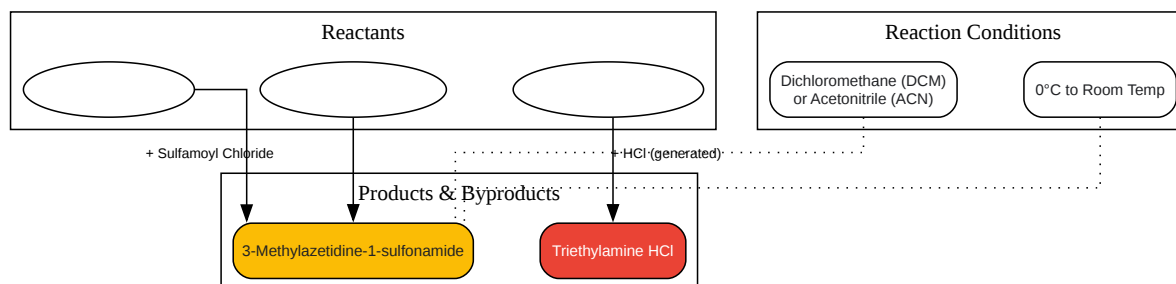 Reactants
Reaction Conditions
Dichloromethane (DCM)
or Acetonitrile (ACN)
0°C to Room Temp
+ Sulfamoyl Chloride
+ HCl (generated)
Products & Byproducts
3-Methylazetidine-1-sulfonamide
Triethylamine HCl